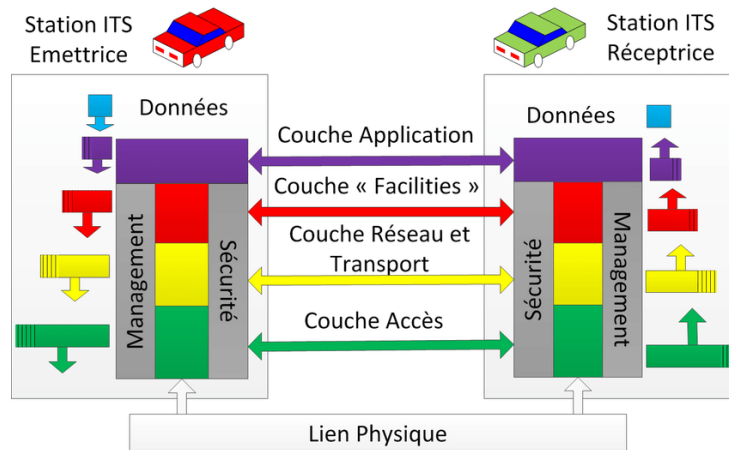 Station ITS
Emettrice
Station ITS
Réceptrice
Données
Données
Couche Application
Couche « Facilities »
Couche Réseau et
Transport
Couche Accès
Management
Sécurité
Sécurité
Management
Lien Physique